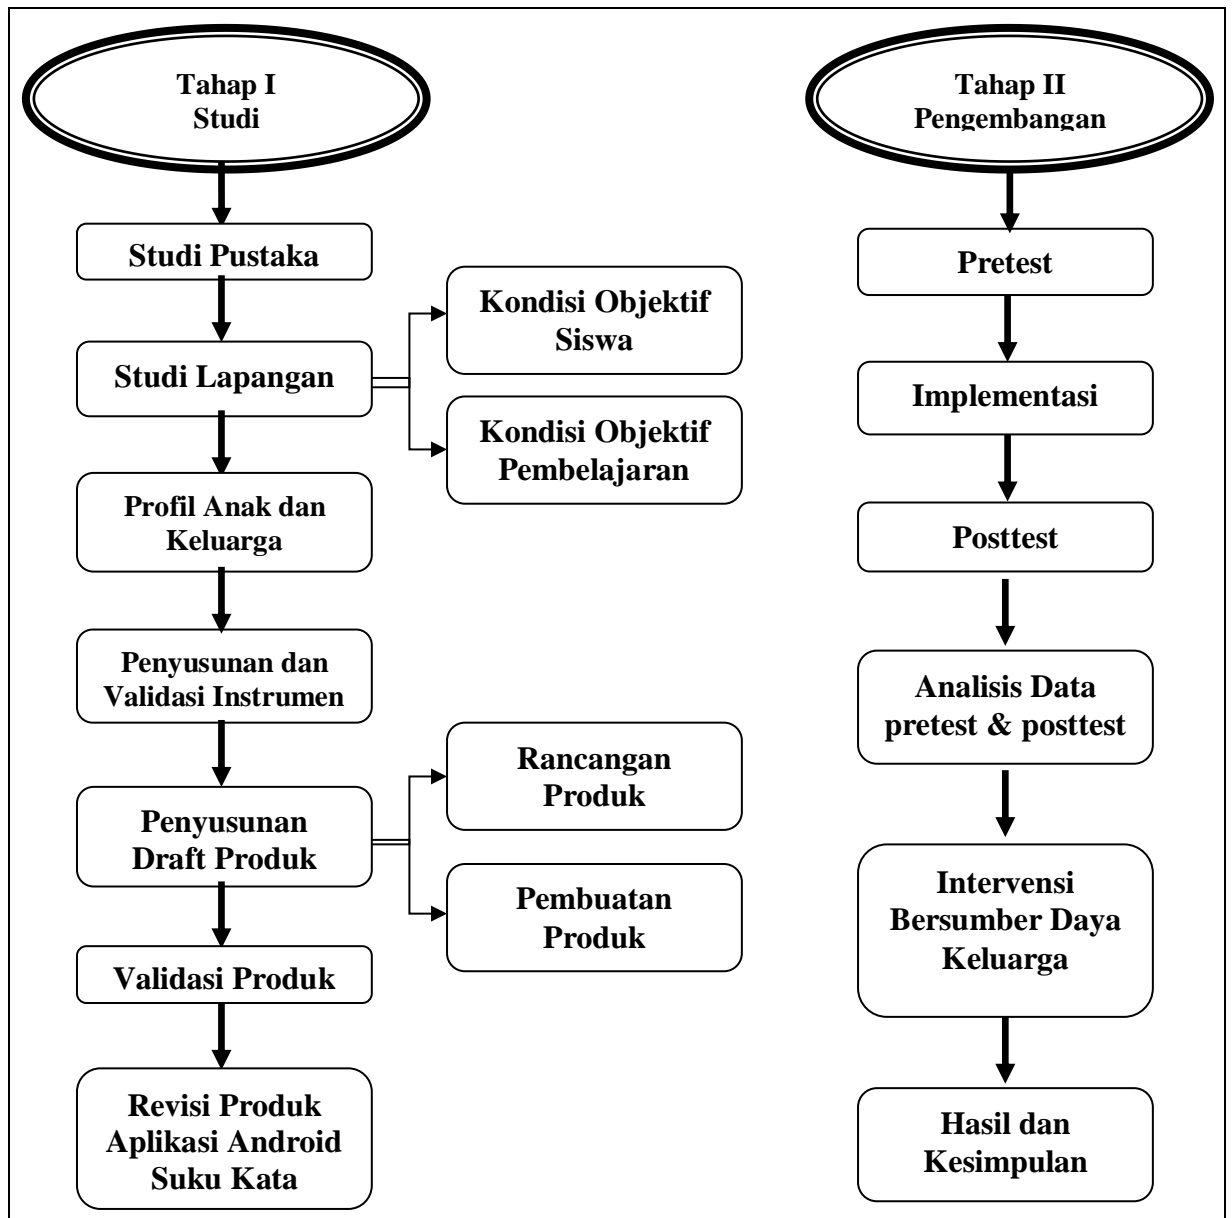 Tahap I
Studi
Studi Pustaka
Studi Lapangan
Kondisi Objektif
Siswa
Kondisi Objektif
Pembelajaran
Profil Anak dan
Keluarga
Penyusunan dan
Validasi Instrumen
Penyusunan
Draft Produk
Rancangan
Produk
Pembuatan
Produk
Validasi Produk
Revisi Produk
Aplikasi Android
Suku Kata
Tahap II
Pengembangan
Pretest
Implementasi
Posttest
Analisis Data
pretest & posttest
Intervensi
Bersumber Daya
Keluarga
Hasil dan
Kesimpulan